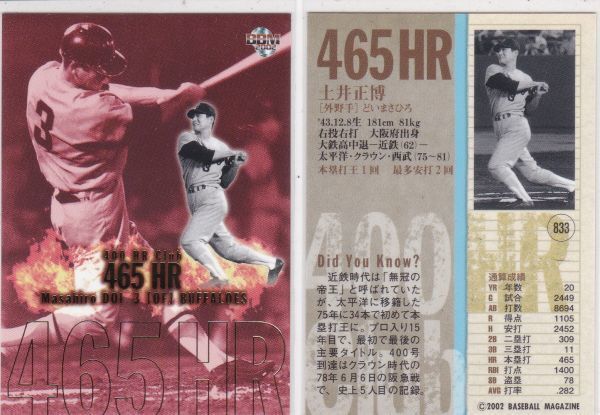 BBM
2002
3
400 HR Club
465 HR
Masahiro DOI 3 [OF] BUFFALOES
465HR
465HR
土井正博
[外野手] どいまさひろ
'43.12.8生 181cm 81kg
右投右打 大阪府出身
大鉄高中退―近鉄(62)―
太平洋・クラウン・西武(75~81)
本塁打王1回 最多安打2回
833
400 HR
Club
Did You Know?
近鉄時代は「無冠の
帝王」と呼ばれていた
が、太平洋に移籍した
75年に34本で初めて本
塁打王に。プロ入り15
年目で、最初で最後の
主要タイトル。400号
到達はクラウン時代の
78年6月6日の阪急戦
で、史上5人目の記録。
通算成績
YR 年数 20
G 試合 2449
AB 打数 8694
R 得点 1105
H 安打 2452
2B 二塁打 309
3B 三塁打 11
HR 本塁打 465
RBI 打点 1400
SB 盗塁 78
AVG 打率 .282
©2002 BASEBALL MAGAZINE